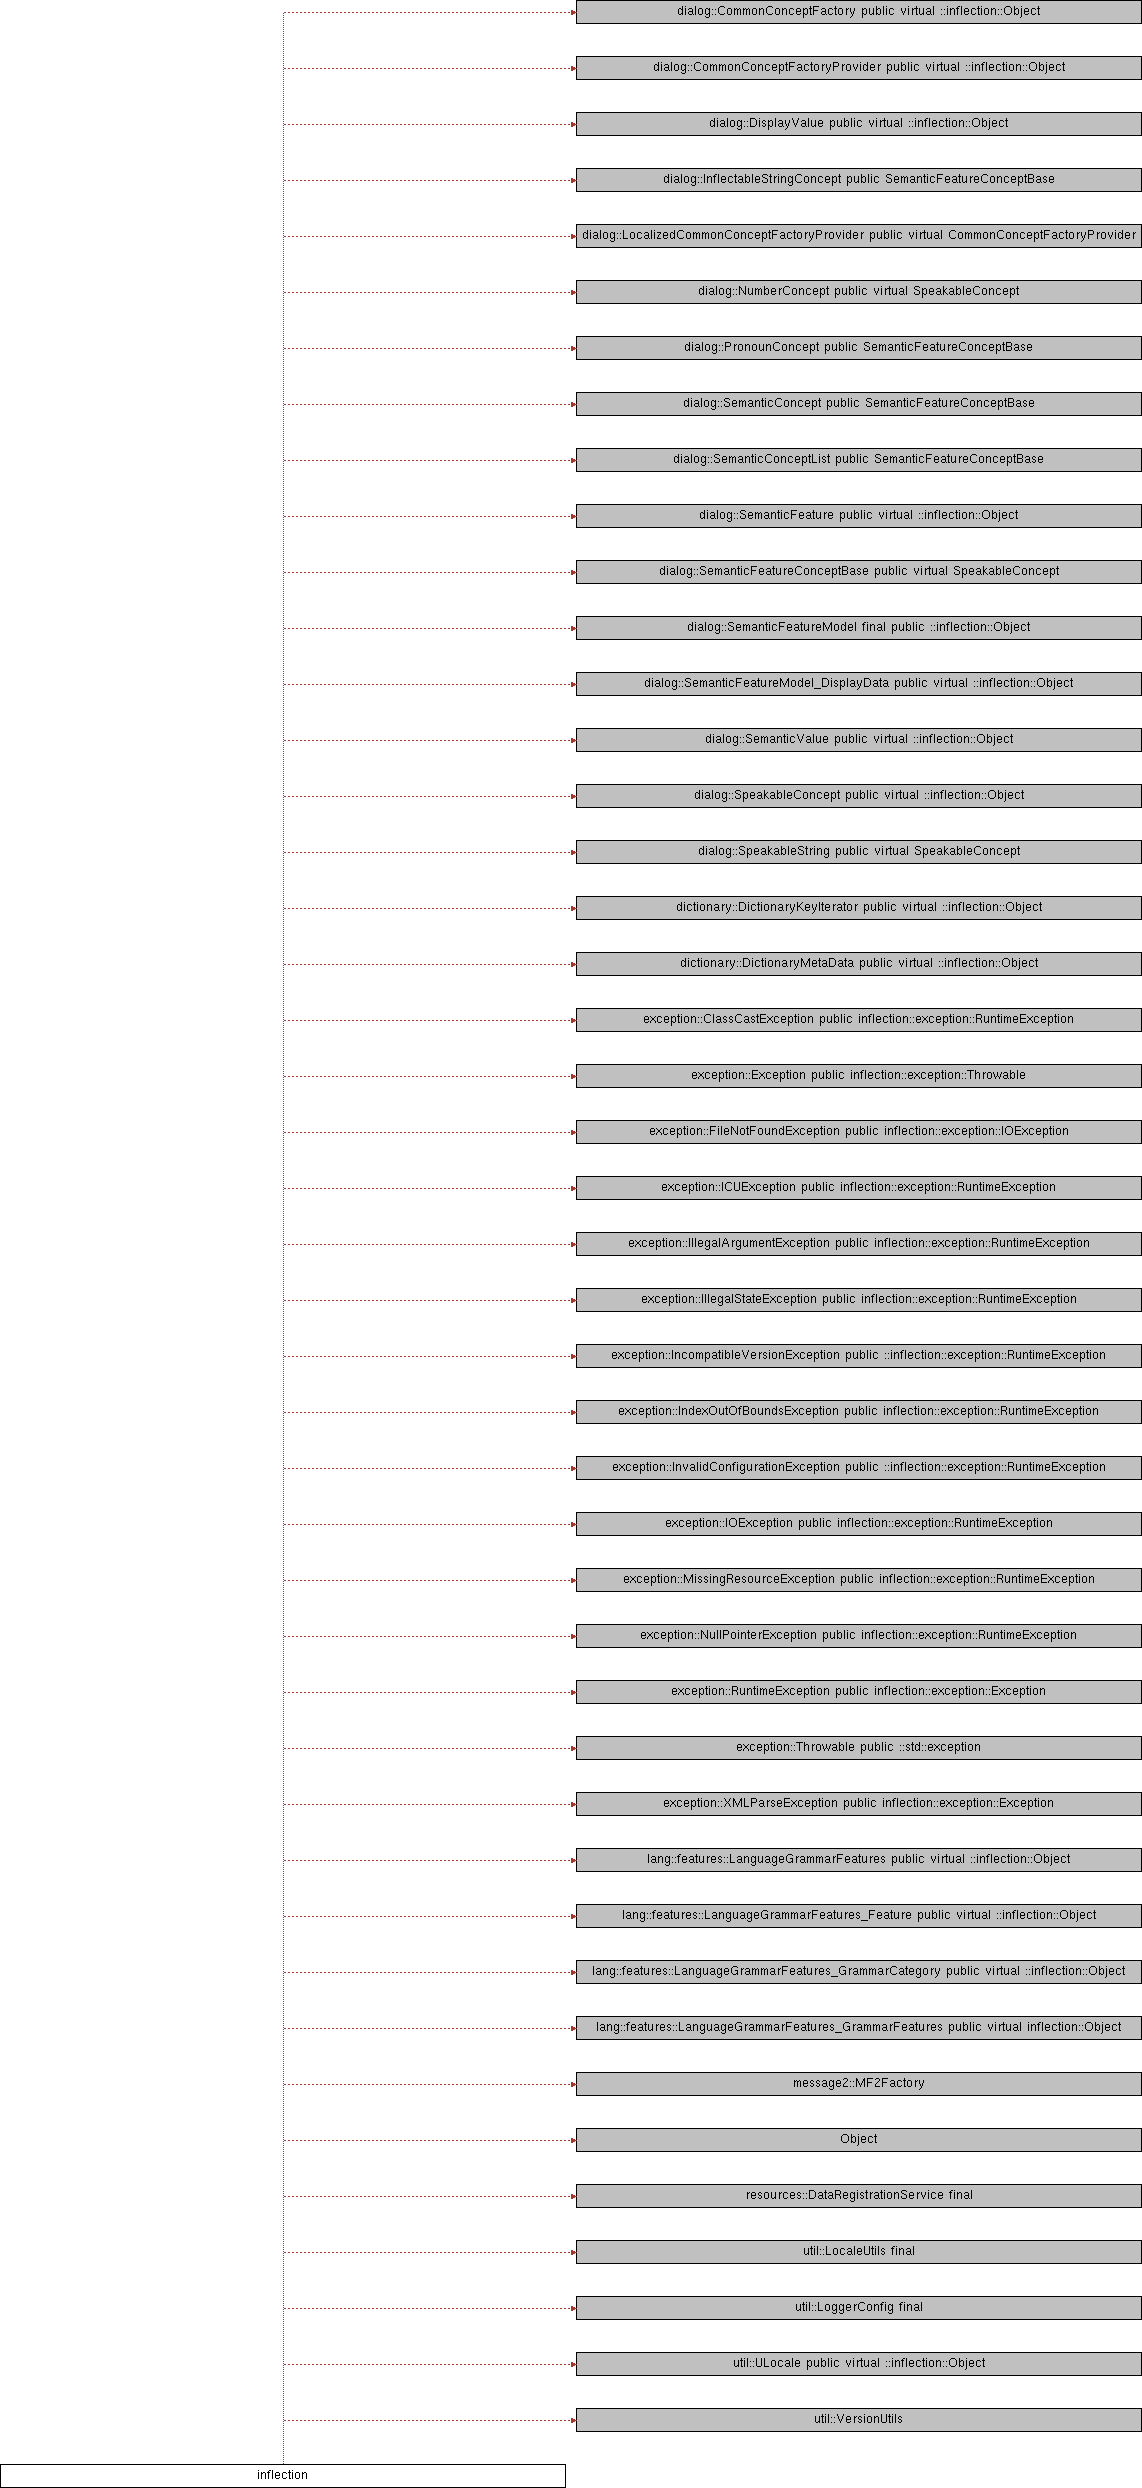 dialog::CommonConceptFactory public virtual ::inflection::Object
dialog::CommonConceptFactoryProvider public virtual ::inflection::Object
dialog::DisplayValue public virtual ::inflection::Object
dialog::InflectableStringConcept public SemanticFeatureConceptBase
dialog::LocalizedCommonConceptFactoryProvider public virtual CommonConceptFactoryProvider
dialog::NumberConcept public virtual SpeakableConcept
dialog::PronounConcept public SemanticFeatureConceptBase
dialog::SemanticConcept public SemanticFeatureConceptBase
dialog::SemanticConceptList public SemanticFeatureConceptBase
dialog::SemanticFeature public virtual ::inflection::Object
dialog::SemanticFeatureConceptBase public virtual SpeakableConcept
dialog::SemanticFeatureModel final public ::inflection::Object
dialog::SemanticFeatureModel_DisplayData public virtual ::inflection::Object
dialog::SemanticValue public virtual ::inflection::Object
dialog::SpeakableConcept public virtual ::inflection::Object
dialog::SpeakableString public virtual SpeakableConcept
dictionary::DictionaryKeyIterator public virtual ::inflection::Object
dictionary::DictionaryMetaData public virtual ::inflection::Object
exception::ClassCastException public inflection::exception::RuntimeException
exception::Exception public inflection::exception::Throwable
exception::FileNotFoundException public inflection::exception::IOException
exception::ICUException public inflection::exception::RuntimeException
exception::IllegalArgumentException public inflection::exception::RuntimeException
exception::IllegalStateException public inflection::exception::RuntimeException
exception::IncompatibleVersionException public ::inflection::exception::RuntimeException
exception::IndexOutOfBoundsException public inflection::exception::RuntimeException
exception::InvalidConfigurationException public ::inflection::exception::RuntimeException
exception::IOException public inflection::exception::RuntimeException
exception::MissingResourceException public inflection::exception::RuntimeException
exception::NullPointerException public inflection::exception::RuntimeException
exception::RuntimeException public inflection::exception::Exception
exception::Throwable public ::std::exception
exception::XMLParseException public inflection::exception::Exception
lang::features::LanguageGrammarFeatures public virtual ::inflection::Object
lang::features::LanguageGrammarFeatures_Feature public virtual ::inflection::Object
lang::features::LanguageGrammarFeatures_GrammarCategory public virtual ::inflection::Object
lang::features::LanguageGrammarFeatures_GrammarFeatures public virtual inflection::Object
message2::MF2Factory
Object
resources::DataRegistrationService final
util::LocaleUtils final
util::LoggerConfig final
util::ULocale public virtual ::inflection::Object
util::VersionUtils
inflection